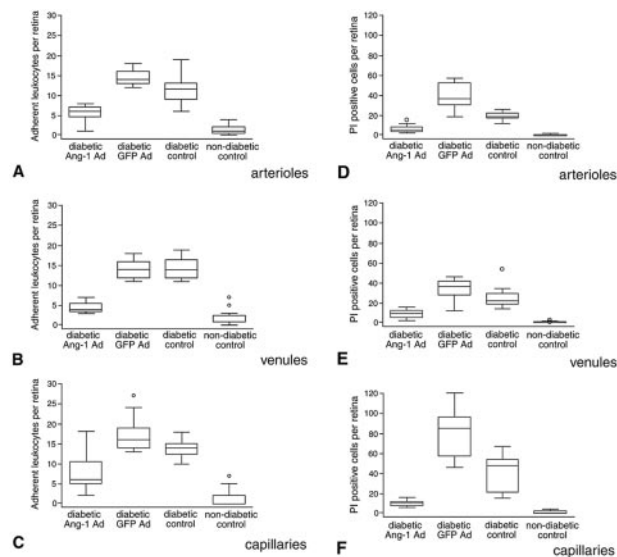 Adherent leukocytes per retina
30
25
20
15
10
5
0
diabetic Ang-1 Ad
diabetic GFP Ad
diabetic control
non-diabetic control
A
arterioles
PI positive cells per retina
120
100
80
60
40
20
0
diabetic Ang-1 Ad
diabetic GFP Ad
diabetic control
non-diabetic control
D
arterioles
Adherent leukocytes per retina
30
25
20
15
10
5
0
diabetic Ang-1 Ad
diabetic GFP Ad
diabetic control
non-diabetic control
B
venules
PI positive cells per retina
120
100
80
60
40
20
0
diabetic Ang-1 Ad
diabetic GFP Ad
diabetic control
non-diabetic control
E
venules
Adherent leukocytes per retina
30
25
20
15
10
5
0
diabetic Ang-1 Ad
diabetic GFP Ad
diabetic control
non-diabetic control
C
capillaries
PI positive cells per retina
120
100
80
60
40
20
0
diabetic Ang-1 Ad
diabetic GFP Ad
diabetic control
non-diabetic control
F
capillaries